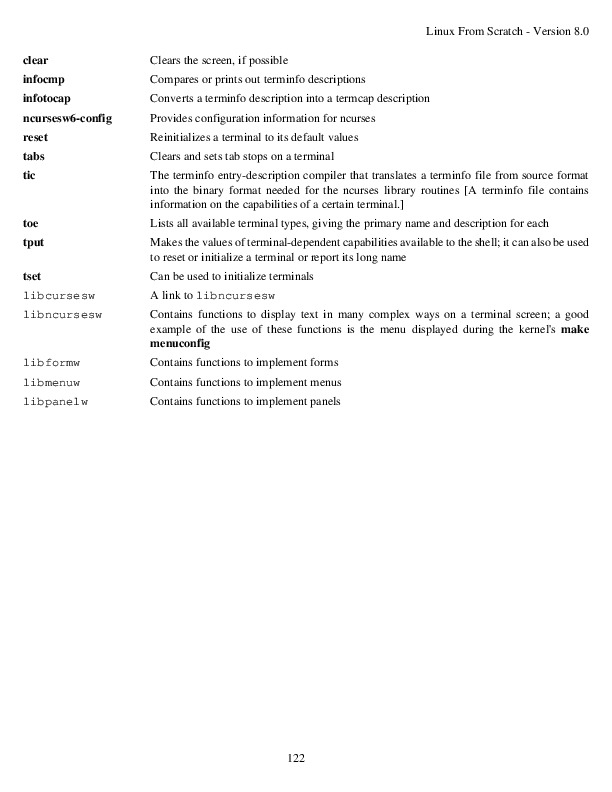 Linux From Scratch - Version 8.0
clear Clears the screen, if possible
infocmp Compares or prints out terminfo descriptions
infotocap Converts a terminfo description into a termcap description
ncursesw6-config Provides configuration information for ncurses
reset Reinitializes a terminal to its default values
tabs Clears and sets tab stops on a terminal
tic The terminfo entry-description compiler that translates a terminfo file from source format
into the binary format needed for the ncurses library routines [A terminfo file contains
information on the capabilities of a certain terminal.]
toe Lists all available terminal types, giving the primary name and description for each
tput Makes the values of terminal-dependent capabilities available to the shell; it can also be used
to reset or initialize a terminal or report its long name
tset Can be used to initialize terminals
libcursesw A link to libncursesw
libncursesw Contains functions to display text in many complex ways on a terminal screen; a good
example of the use of these functions is the menu displayed during the kernel's make
menuconfig
libformw Contains functions to implement forms
libmenuw Contains functions to implement menus
libpanelw Contains functions to implement panels
122